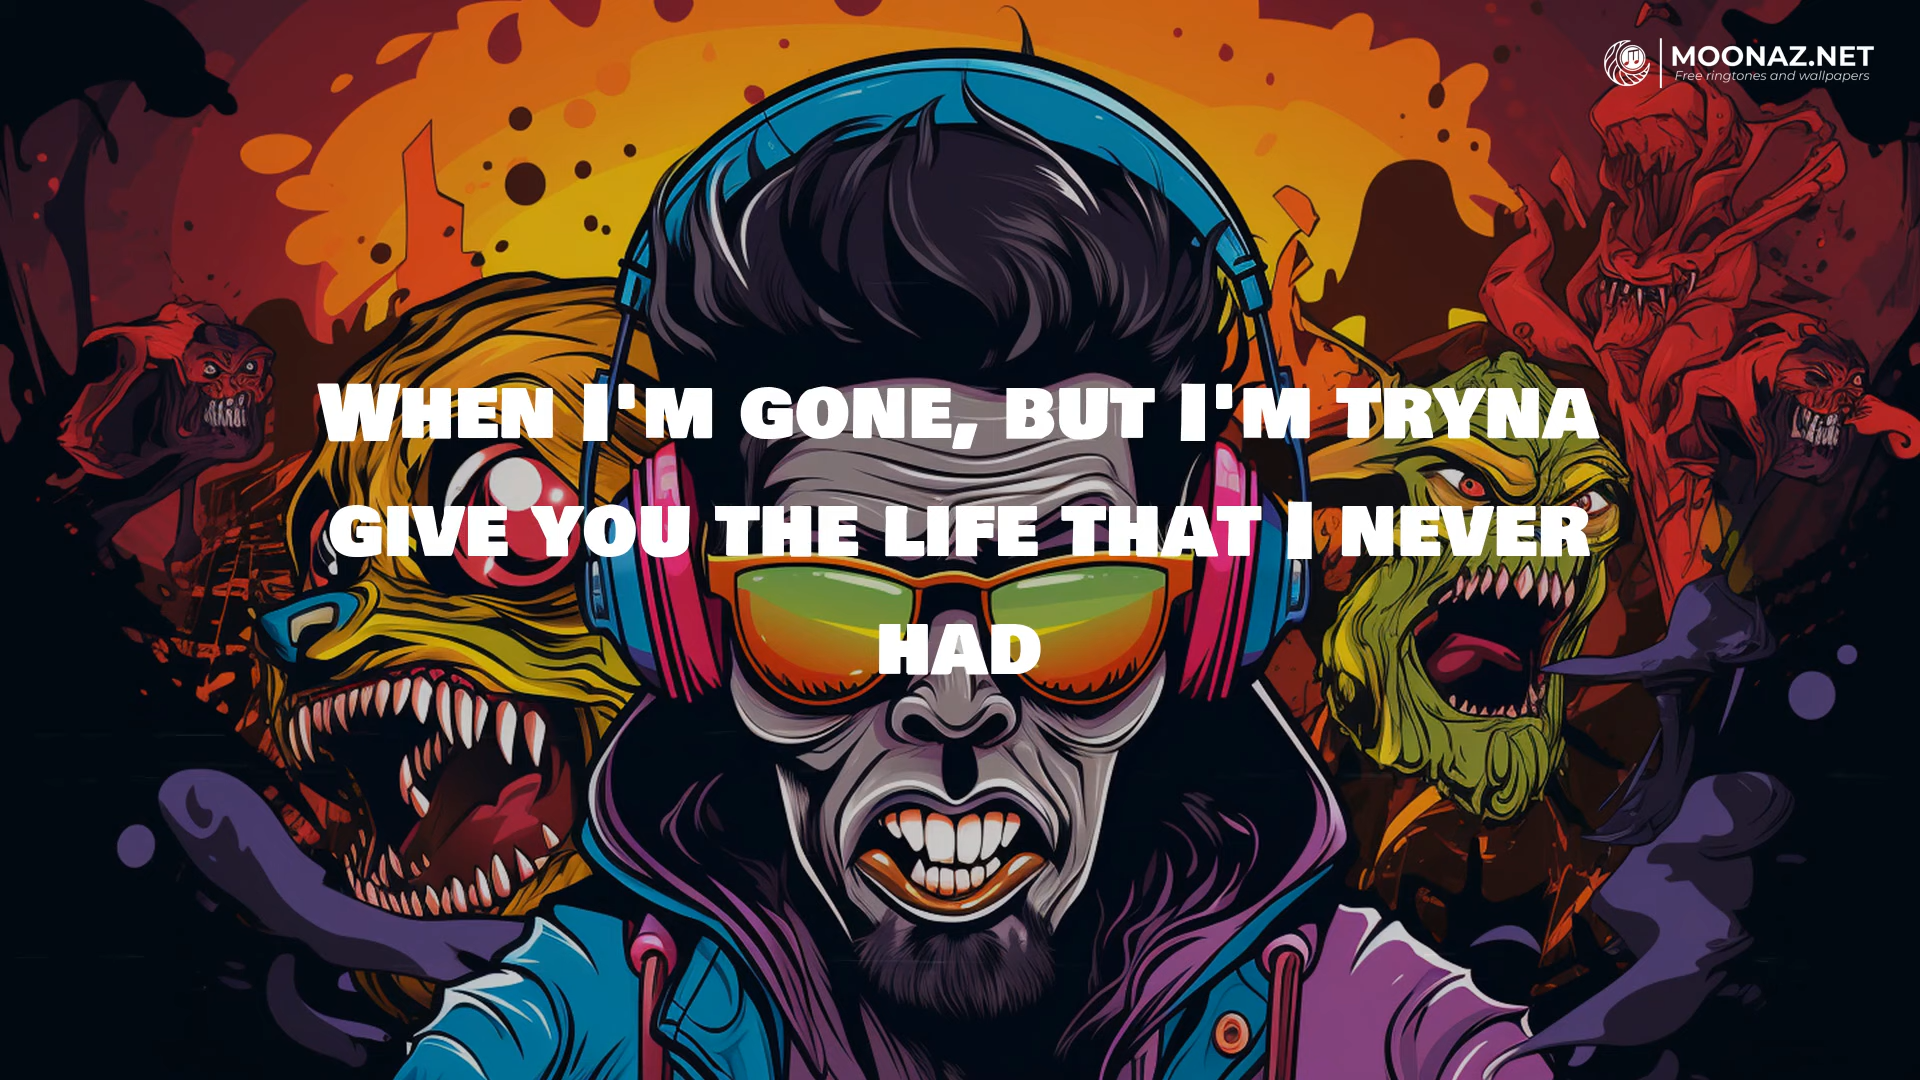 MOONAZ.NET
Free ringtones and wallpapers
When I'm gone, but I'm tryna
give you the life that I never
had